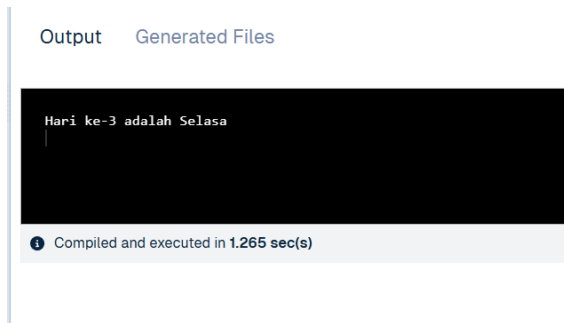 Output Generated Files
Hari ke-3 adalah Selasa
Compiled and executed in 1.265 sec(s)